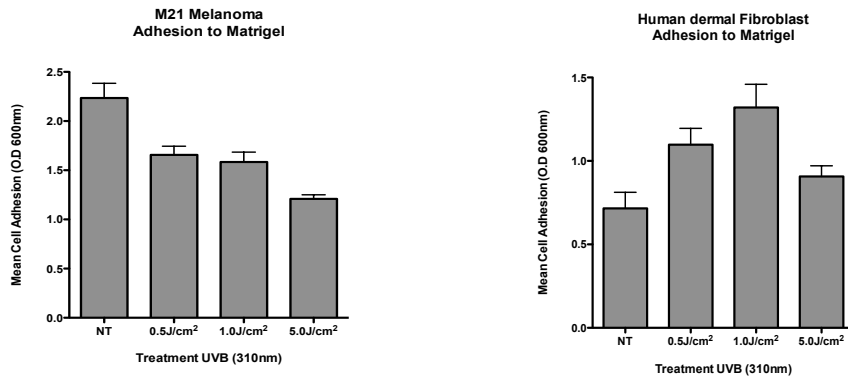 M21 Melanoma
Adhesion to Matrigel
Mean Cell Adhesion (O.D 600nm)
2.5
2.0
1.5
1.0
0.5
0.0
NT
0.5J/cm²
1.0J/cm²
5.0J/cm²
Treatment UVB (310nm)
Human dermal Fibroblast
Adhesion to Matrigel
Mean Cell Adhesion (O.D 600nm)
1.5
1.0
0.5
0.0
NT
0.5J/cm²
1.0J/cm²
5.0J/cm²
Treatment UVB (310nm)